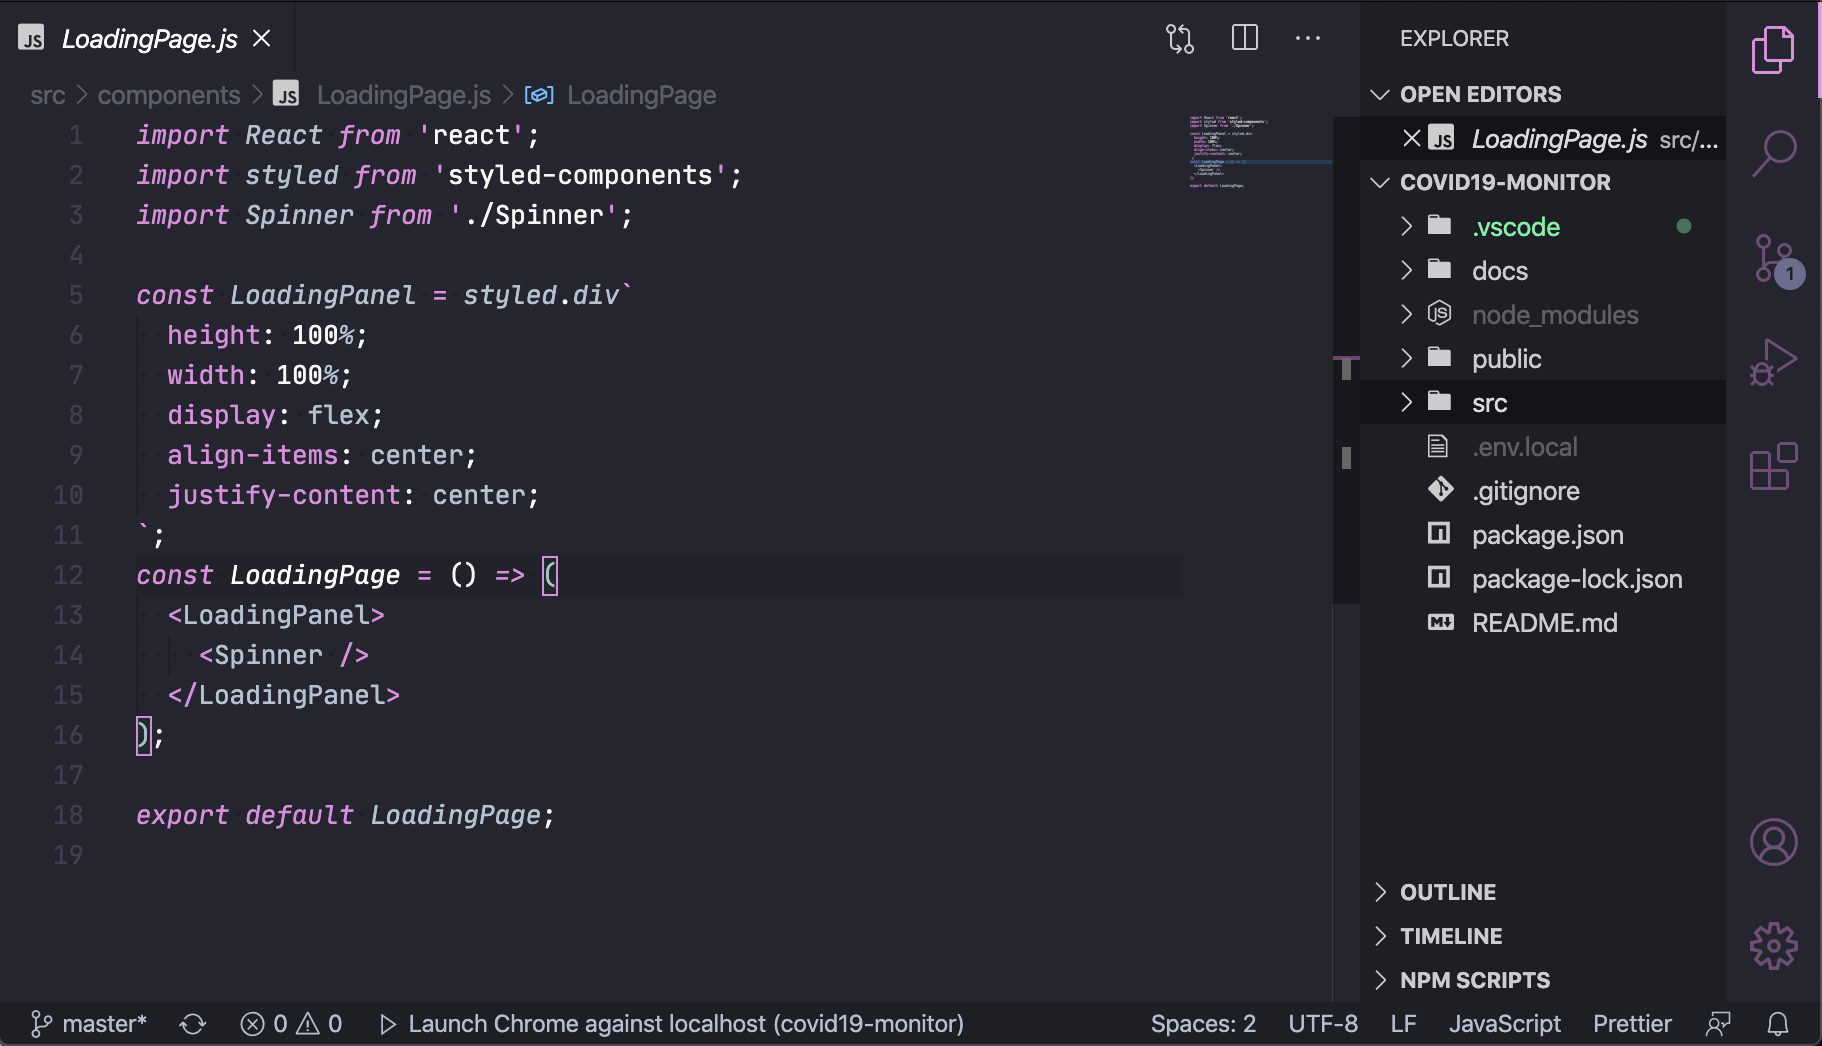 LoadingPage.js
src > components > JS LoadingPage.js > LoadingPage
1 import React from 'react';
2 import styled from 'styled-components';
3 import Spinner from './Spinner';
4
5 const LoadingPanel = styled.div`
6 height: 100%;
7 width: 100%;
8 display: flex;
9 align-items: center;
10 justify-content: center;
11 `;
12 const LoadingPage = () => (
13 <LoadingPanel>
14 <Spinner />
15 </LoadingPanel>
16 );
17
18 export default LoadingPage;
19
EXPLORER
OPEN EDITORS
JS LoadingPage.js src/...
COVID19-MONITOR
.vscode
docs
node_modules
public
src
.env.local
.gitignore
package.json
package-lock.json
README.md
OUTLINE
TIMELINE
NPM SCRIPTS
1
master* 0 0 Launch Chrome against localhost (covid19-monitor) Spaces: 2 UTF-8 LF JavaScript Prettier